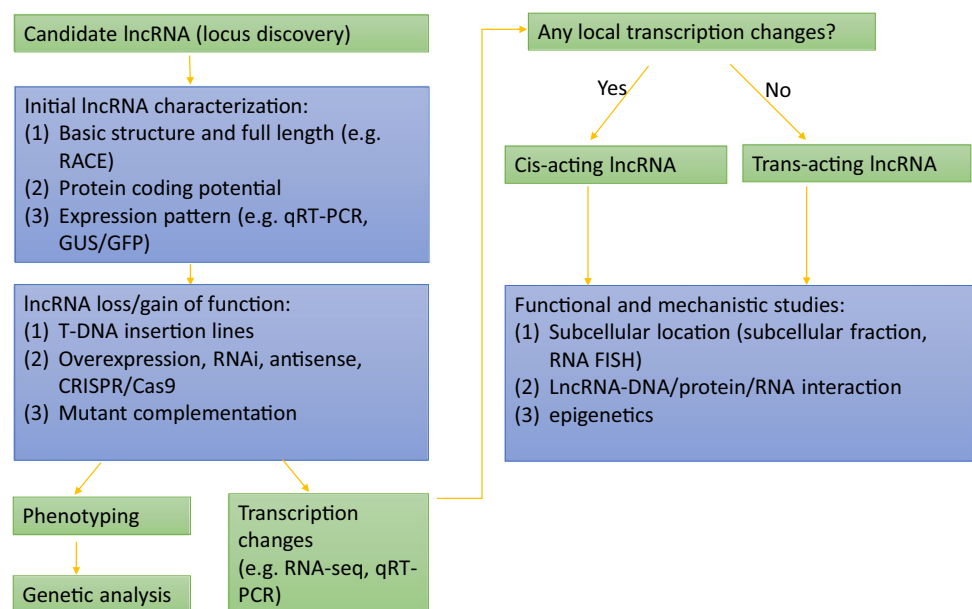 Candidate lncRNA (locus discovery)
Initial lncRNA characterization:
(1) Basic structure and full length (e.g.
RACE)
(2) Protein coding potential
(3) Expression pattern (e.g. qRT-PCR,
GUS/GFP)
lncRNA loss/gain of function:
(1) T-DNA insertion lines
(2) Overexpression, RNAi, antisense,
CRISPR/Cas9
(3) Mutant complementation
Phenotyping
Genetic analysis
Transcription
changes
(e.g. RNA-seq, qRT-
PCR)
Any local transcription changes?
Yes
No
Cis-acting lncRNA
Trans-acting lncRNA
Functional and mechanistic studies:
(1) Subcellular location (subcellular fraction,
RNA FISH)
(2) LncRNA-DNA/protein/RNA interaction
(3) epigenetics